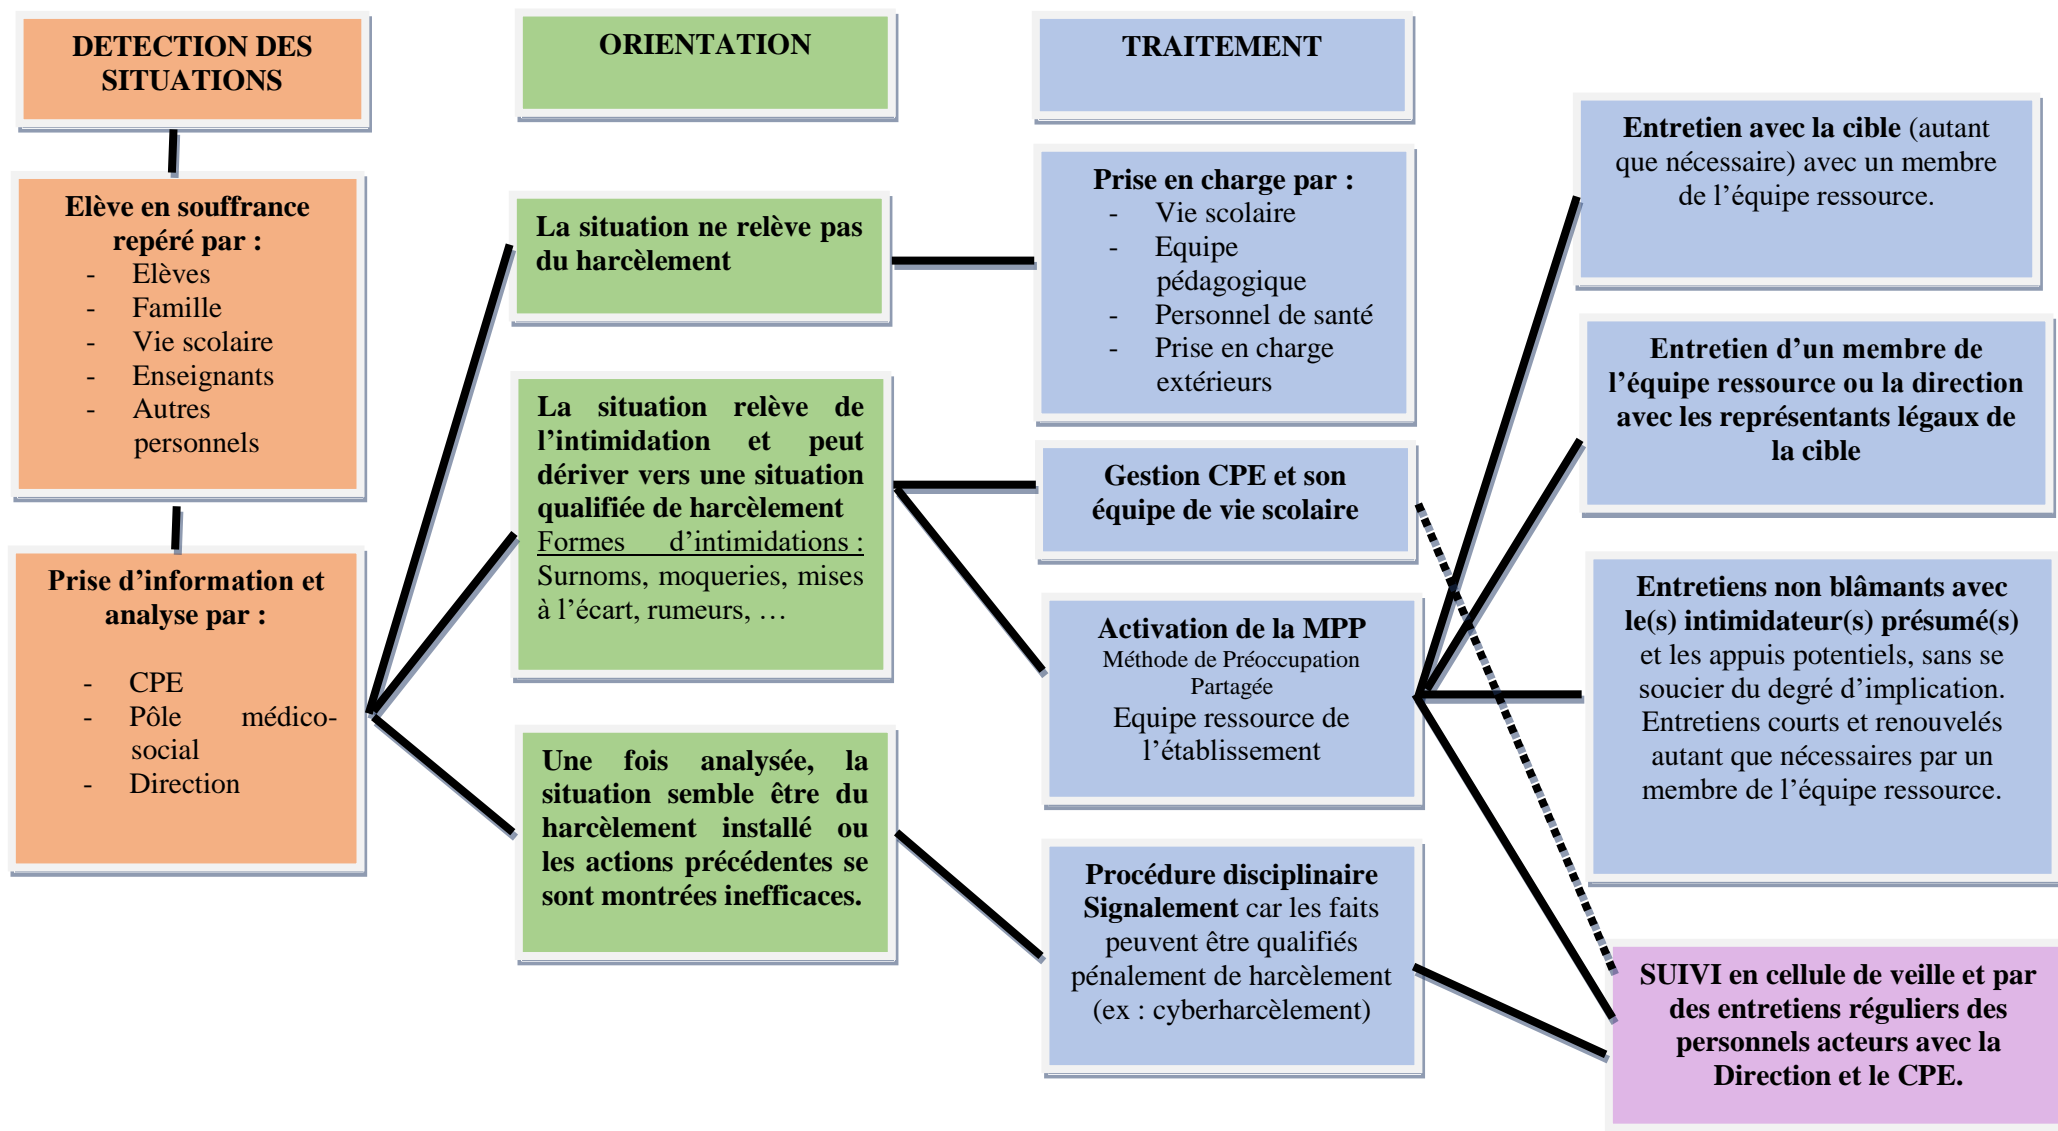 DETECTION DES
SITUATIONS
Elève en souffrance
repéré par :
- Elèves
- Famille
- Vie scolaire
- Enseignants
- Autres
personnels
Prise d’information et
analyse par :
- CPE
- Pôle médico-
social
- Direction
ORIENTATION
La situation ne relève pas
du harcèlement
La situation relève de
l’intimidation et peut
dériver vers une situation
qualifiée de harcèlement
Formes d’intimidations :
Surnoms, moqueries, mises
à l’écart, rumeurs, …
Une fois analysée, la
situation semble être du
harcèlement installé ou
les actions précédentes se
sont montrées inefficaces.
TRAITEMENT
Prise en charge par :
- Vie scolaire
- Equipe
pédagogique
- Personnel de santé
- Prise en charge
extérieurs
Gestion CPE et son
équipe de vie scolaire
Activation de la MPP
Méthode de Préoccupation
Partagée
Equipe ressource de
l’établissement
Procédure disciplinaire
Signalement car les faits
peuvent être qualifiés
pénalement de harcèlement
(ex : cyberharcèlement)
Entretien avec la cible (autant
que nécessaire) avec un membre
de l’équipe ressource.
Entretien d’un membre de
l’équipe ressource ou la direction
avec les représentants légaux de
la cible
Entretiens non blâmants avec
le(s) intimidateur(s) présumé(s)
et les appuis potentiels, sans se
soucier du degré d’implication.
Entretiens courts et renouvelés
autant que nécessaires par un
membre de l’équipe ressource.
SUIVI en cellule de veille et par
des entretiens réguliers des
personnels acteurs avec la
Direction et le CPE.